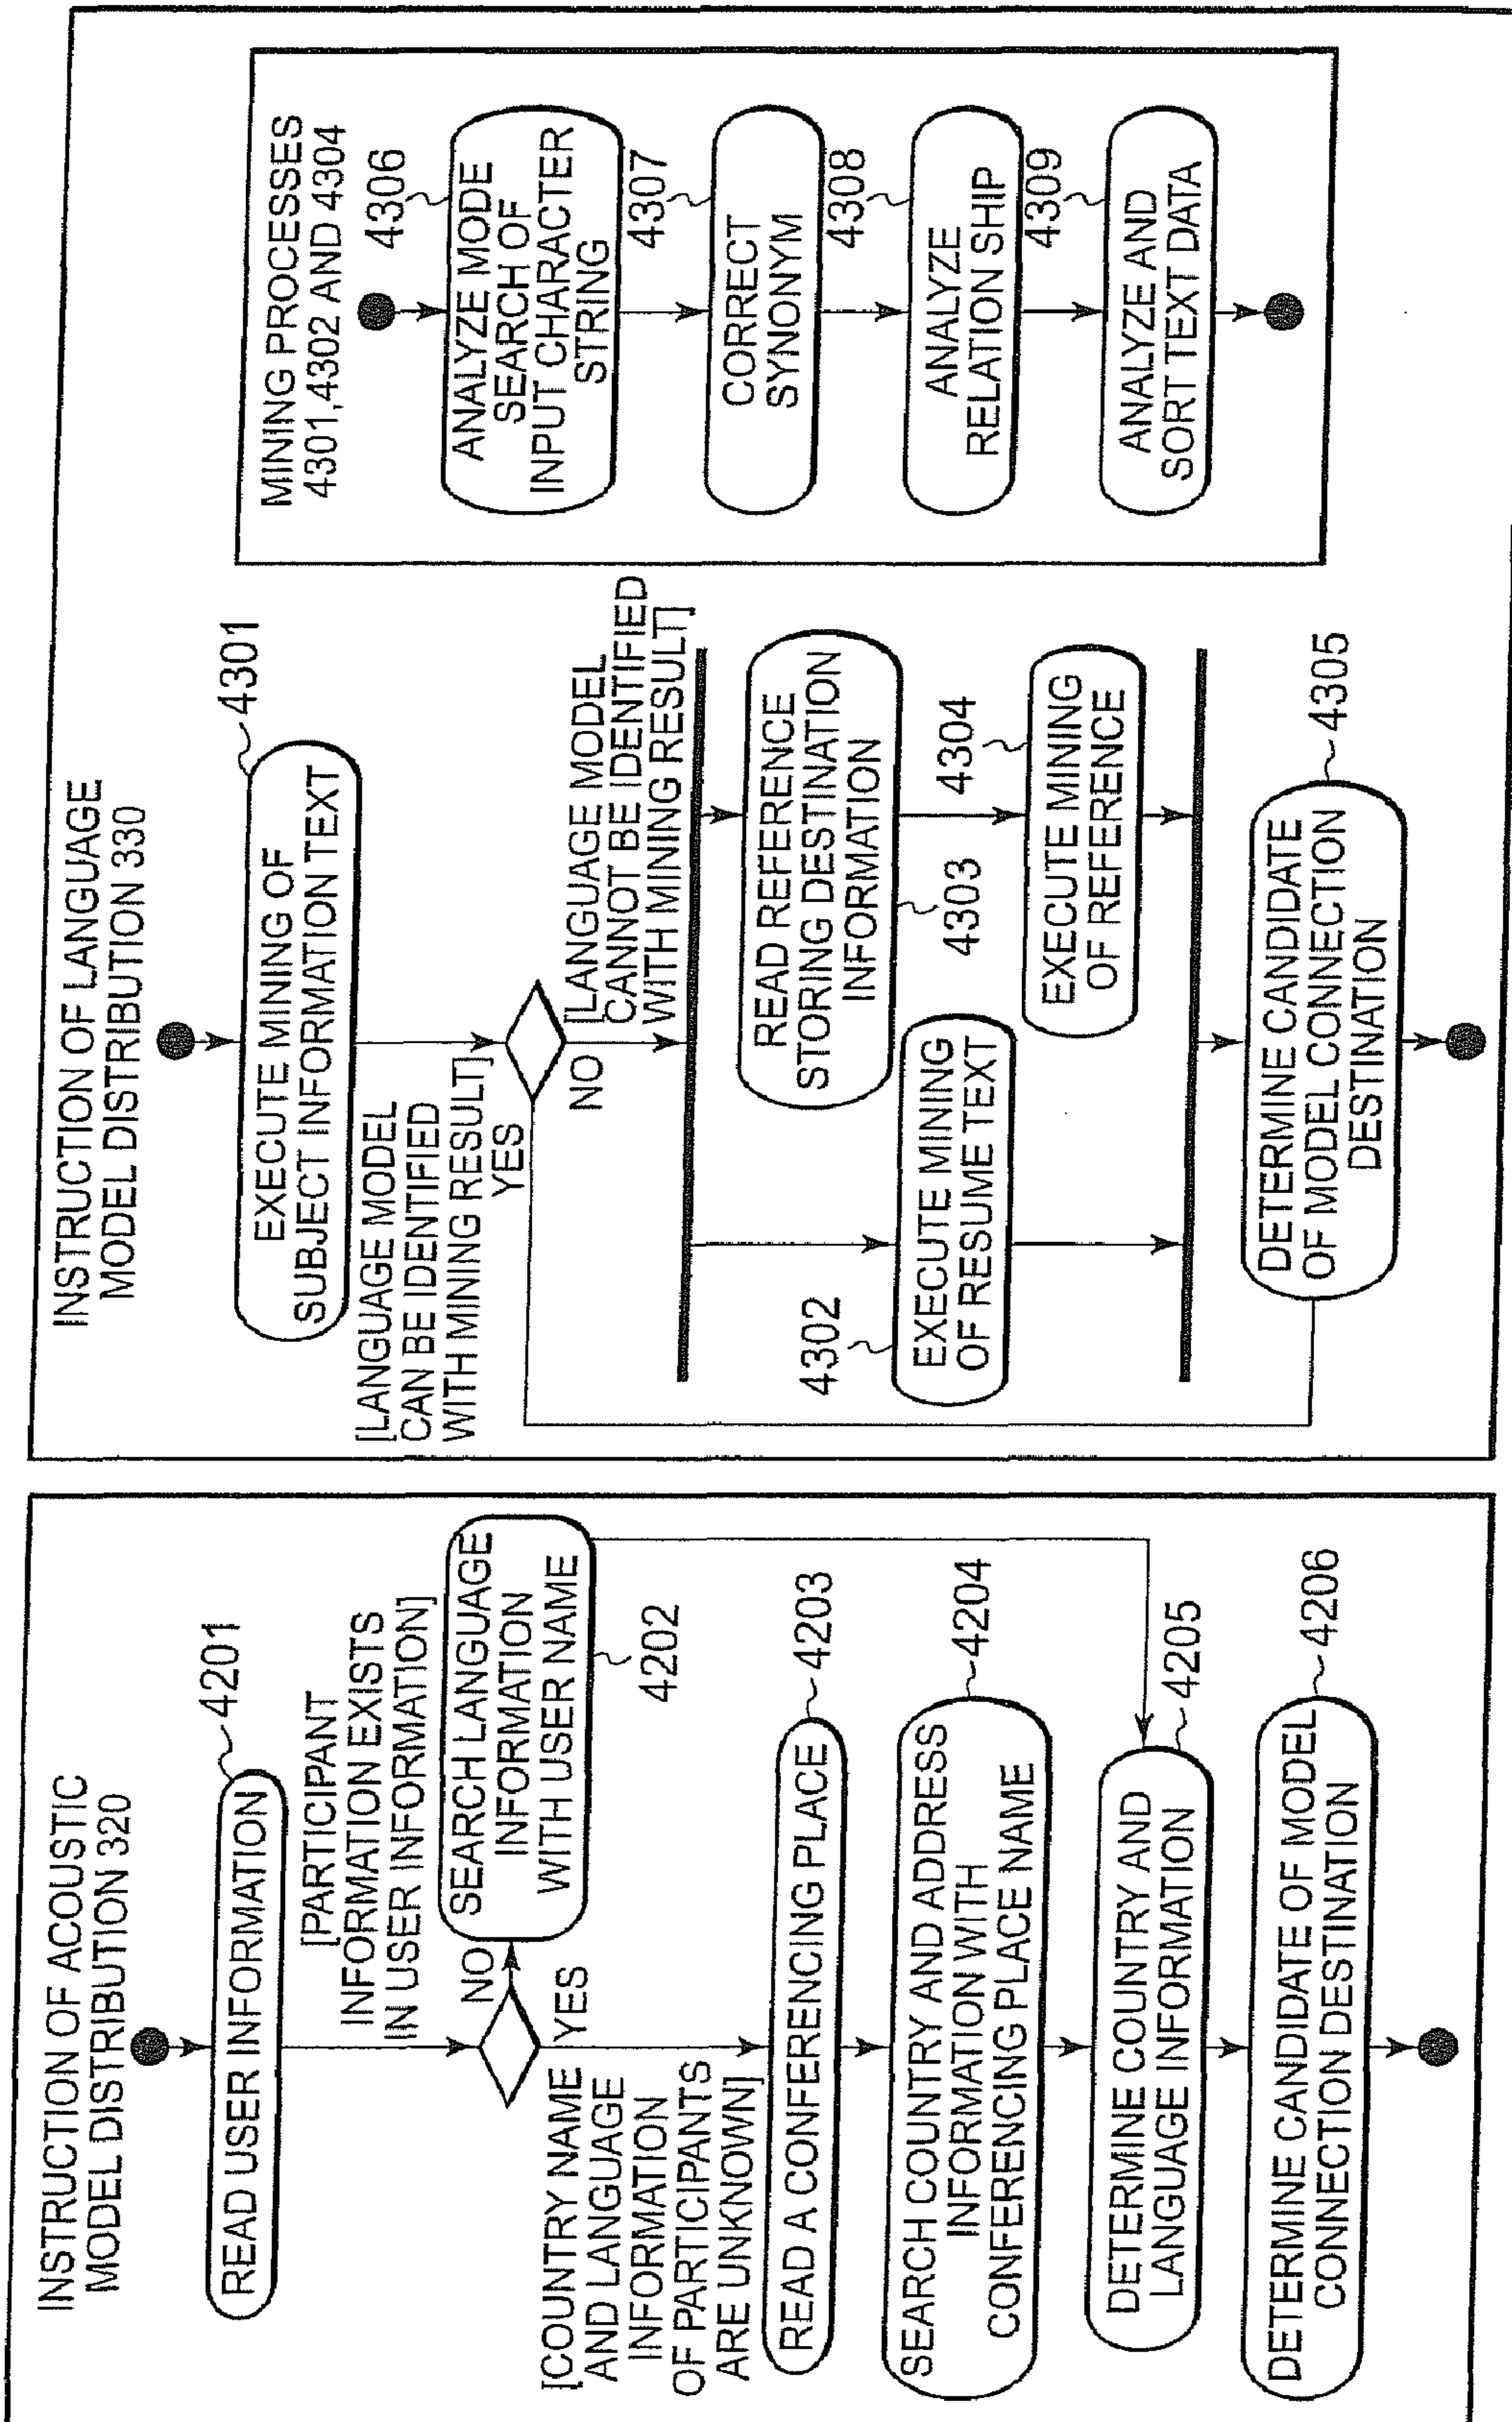 INSTRUCTION OF ACOUSTIC
MODEL DISTRIBUTION 320
READ USER INFORMATION
4201
[PARTICIPANT
INFORMATION EXISTS
IN USER INFORMATION]
NO
SEARCH LANGUAGE
INFORMATION
WITH USER NAME
4202
YES
[COUNTRY NAME
AND LANGUAGE
INFORMATION
OF PARTICIPANTS
ARE UNKNOWN]
READ A CONFERENCING PLACE
4203
SEARCH COUNTRY AND ADDRESS
INFORMATION WITH
CONFERENCING PLACE NAME
4204
DETERMINE COUNTRY AND
LANGUAGE INFORMATION
4205
DETERMINE CANDIDATE OF MODEL
CONNECTION DESTINATION
4206
INSTRUCTION OF LANGUAGE
MODEL DISTRIBUTION 330
EXECUTE MINING OF
SUBJECT INFORMATION TEXT
4301
[LANGUAGE MODEL
CAN BE IDENTIFIED
WITH MINING RESULT]
YES
NO
[LANGUAGE MODEL
CANNOT BE IDENTIFIED
WITH MINING RESULT]
4302
EXECUTE MINING
OF RESUME TEXT
READ REFERENCE
STORING DESTINATION
INFORMATION
4303
4304
EXECUTE MINING
OF REFERENCE
DETERMINE CANDIDATE
OF MODEL CONNECTION
DESTINATION
4305
MINING PROCESSES
4301,4302 AND 4304
4306
ANALYZE MODE
SEARCH OF
INPUT CHARACTER
STRING
4307
CORRECT
SYNONYM
4308
ANALYZE
RELATION SHIP
4309
ANALYZE AND
SORT TEXT DATA